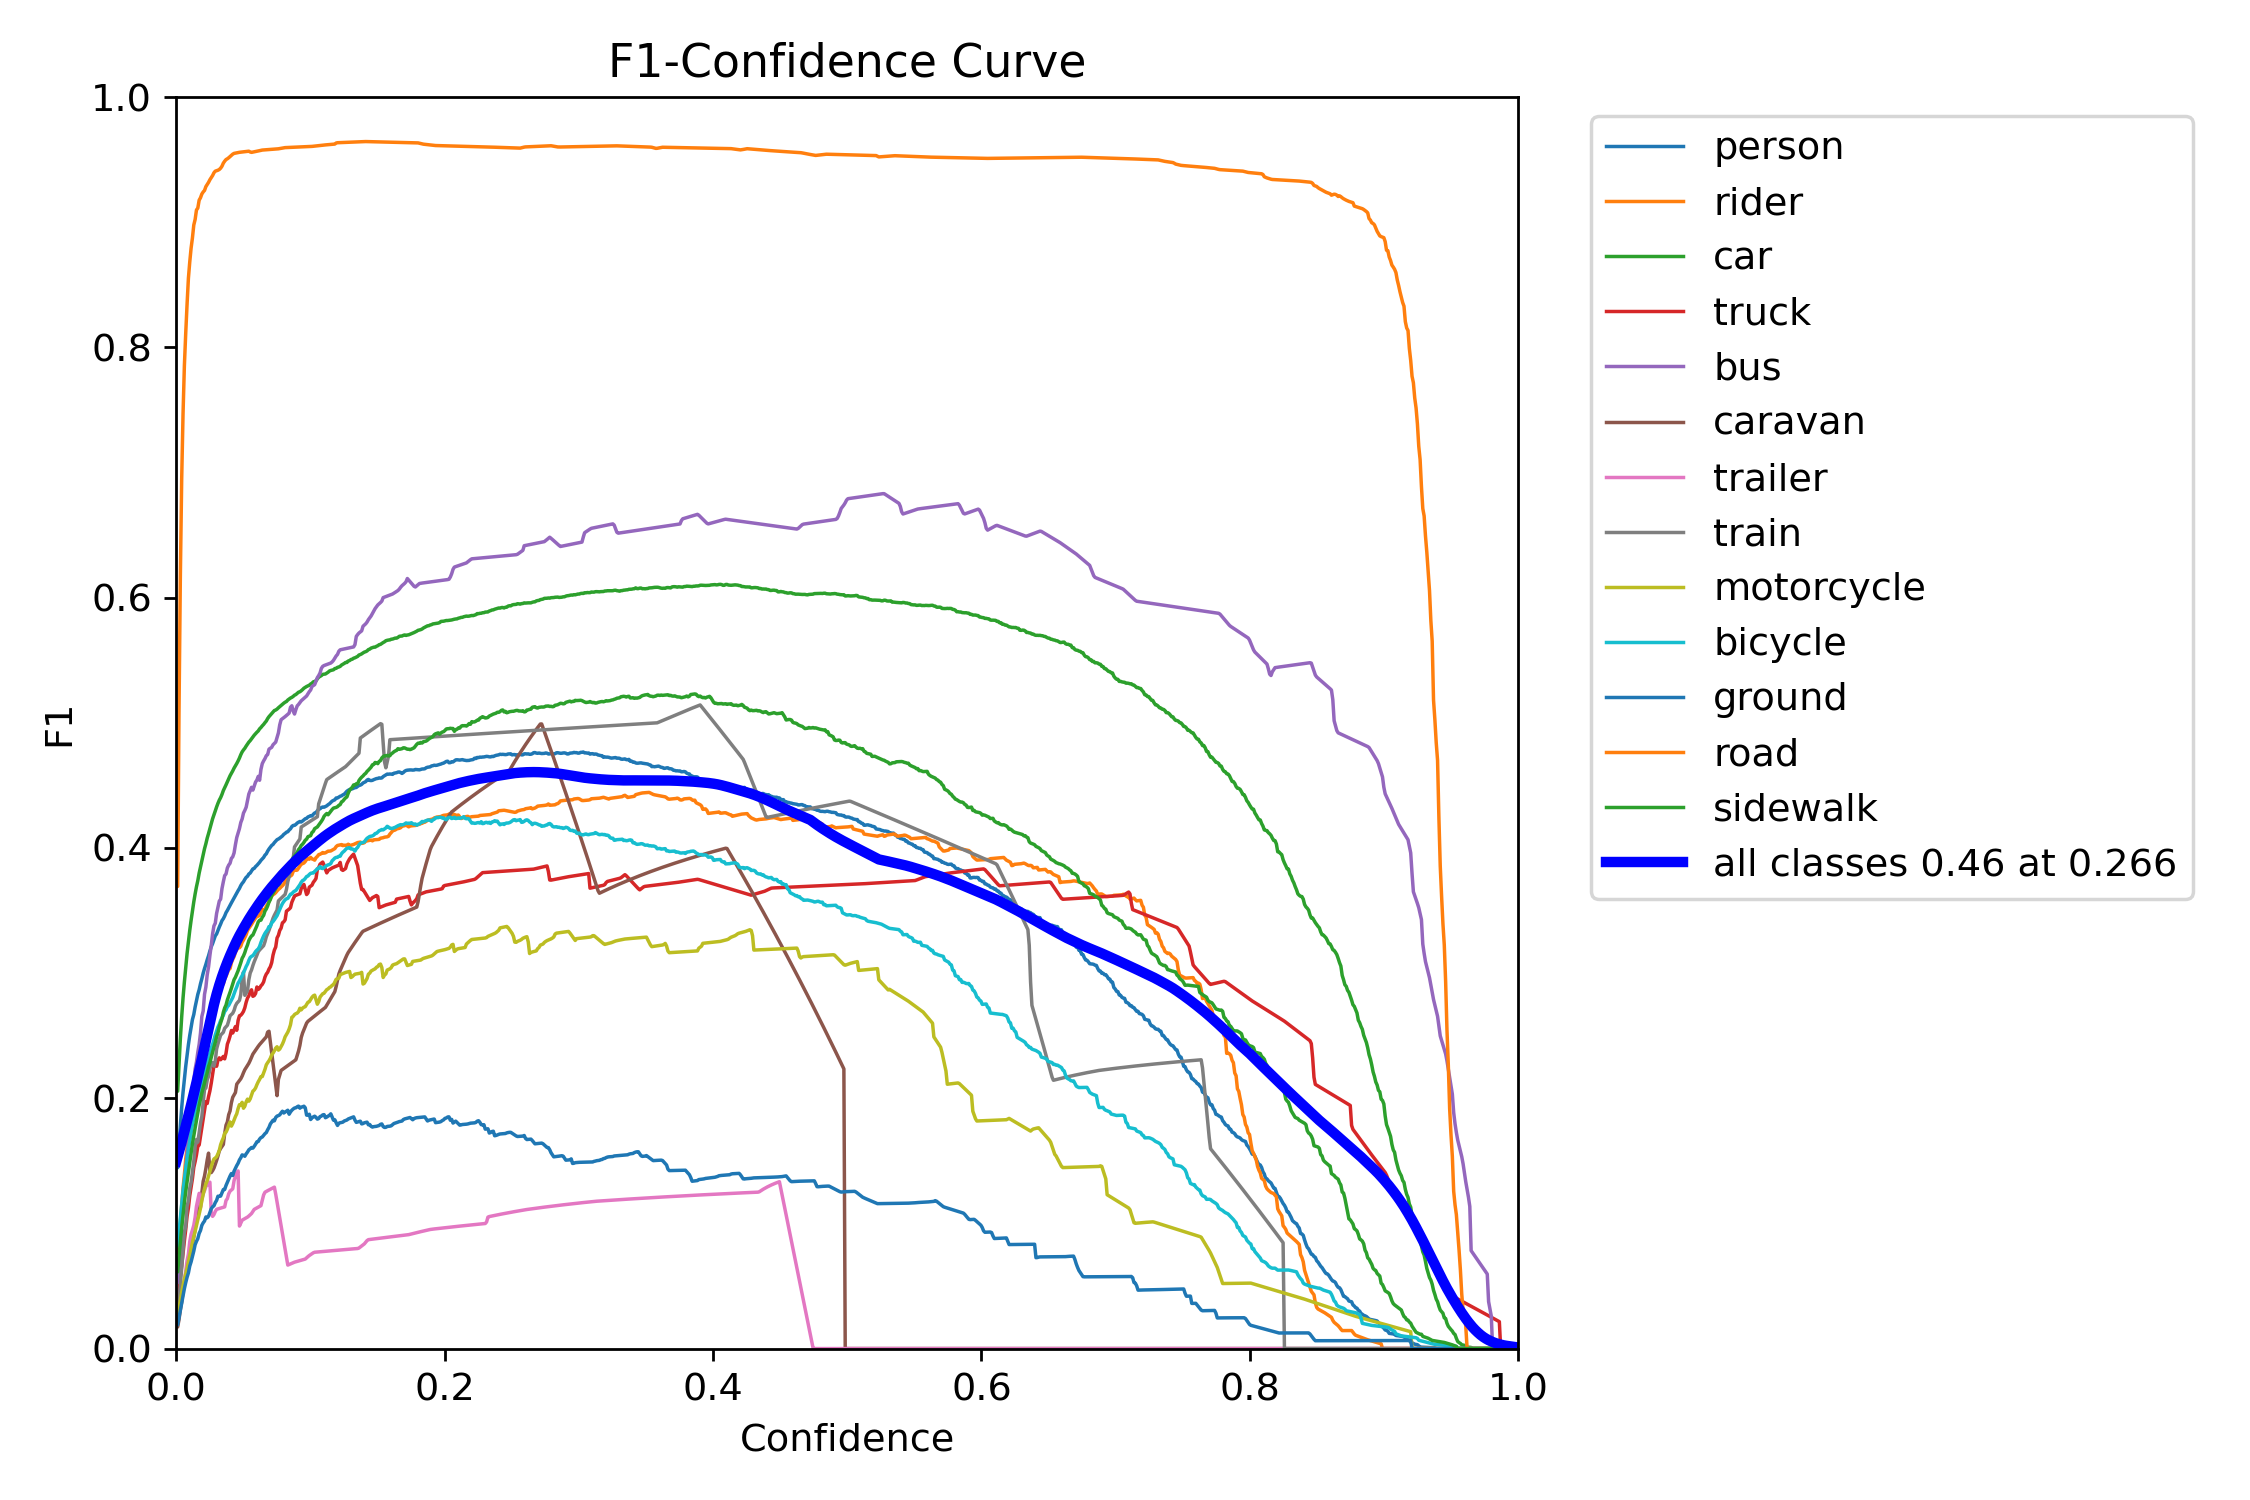 F1-Confidence Curve
1.0
0.8
0.6
0.4
0.2
0.0
F1
0.0 0.2 0.4 0.6 0.8 1.0
Confidence
person
rider
car
truck
bus
caravan
trailer
train
motorcycle
bicycle
ground
road
sidewalk
all classes 0.46 at 0.266